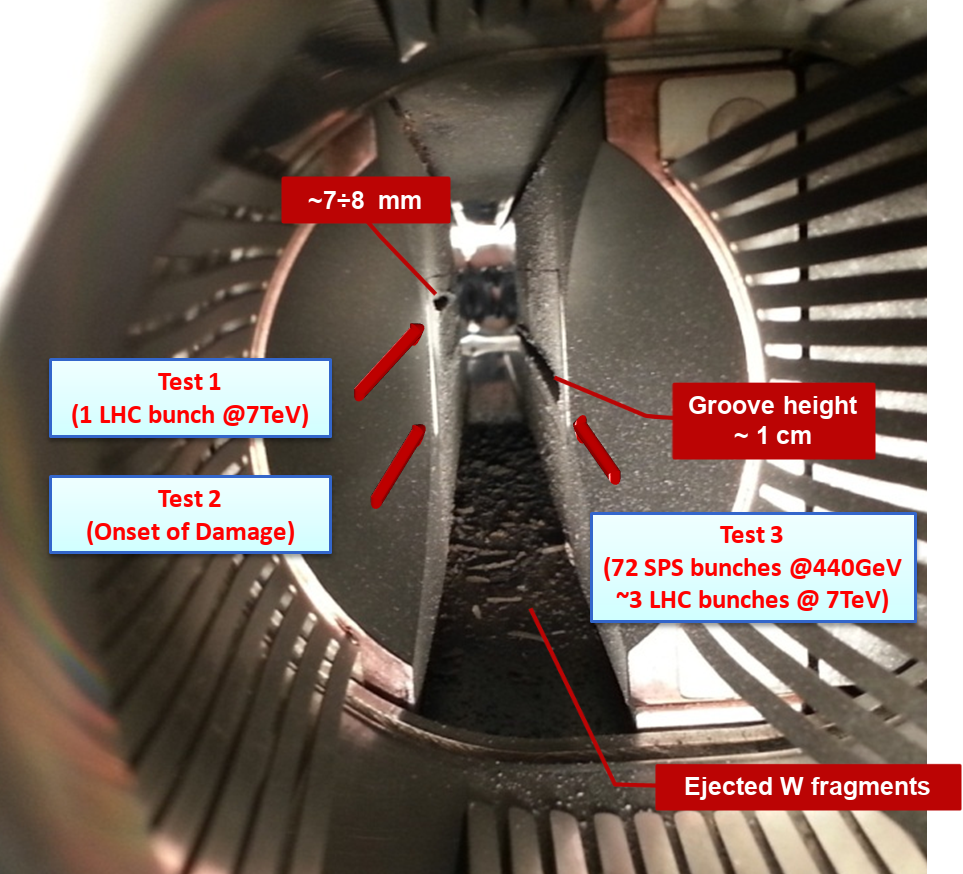 ~7÷8 mm
Test 1
(1 LHC bunch @7TeV)
Groove height
~ 1 cm
Test 2
(Onset of Damage)
Test 3
(72 SPS bunches @440GeV
~3 LHC bunches @ 7TeV)
Ejected W fragments